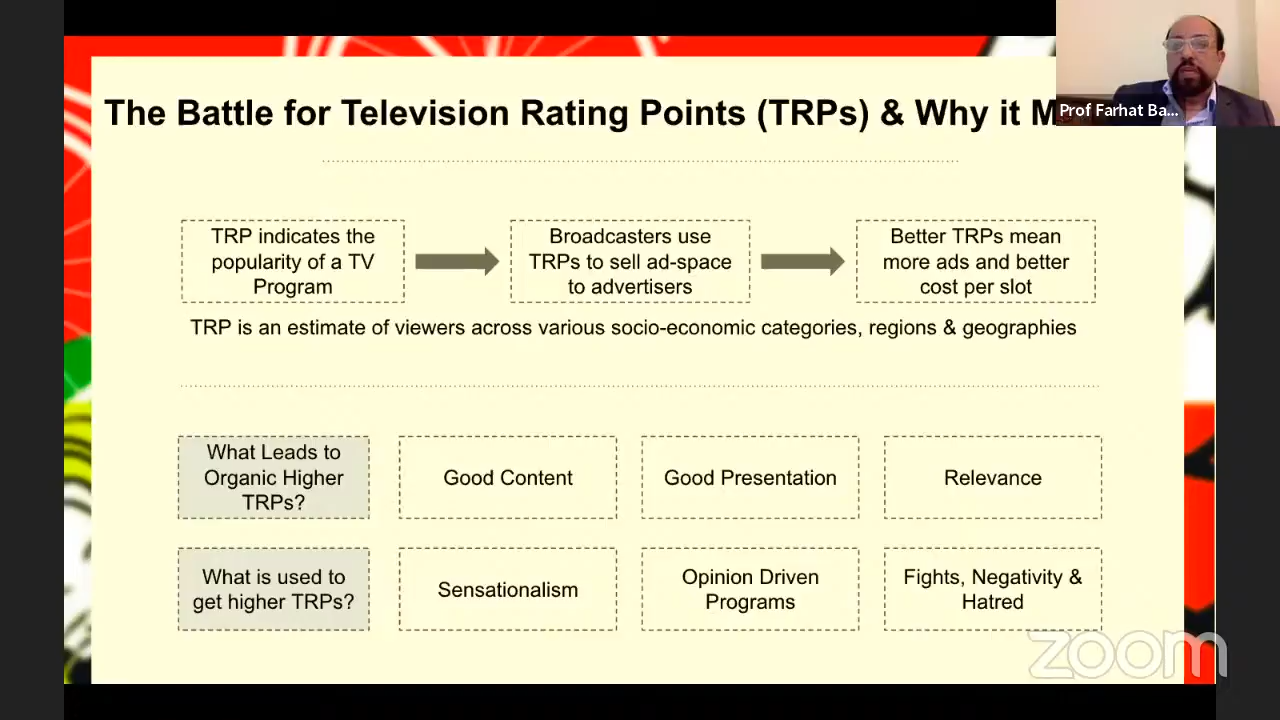 The Battle for Television Rating Points (TRPs) & Why it
Prof Farhat Ba...
TRP indicates the
popularity of a TV
Program
Broadcasters use
TRPs to sell ad-space
to advertisers
Better TRPs mean
more ads and better
cost per slot
TRP is an estimate of viewers across various socio-economic categories, regions & geographies
What Leads to
Organic Higher
TRPs?
Good Content
Good Presentation
Relevance
What is used to
get higher TRPs?
Sensationalism
Opinion Driven
Programs
Fights, Negativity &
Hatred
zoom